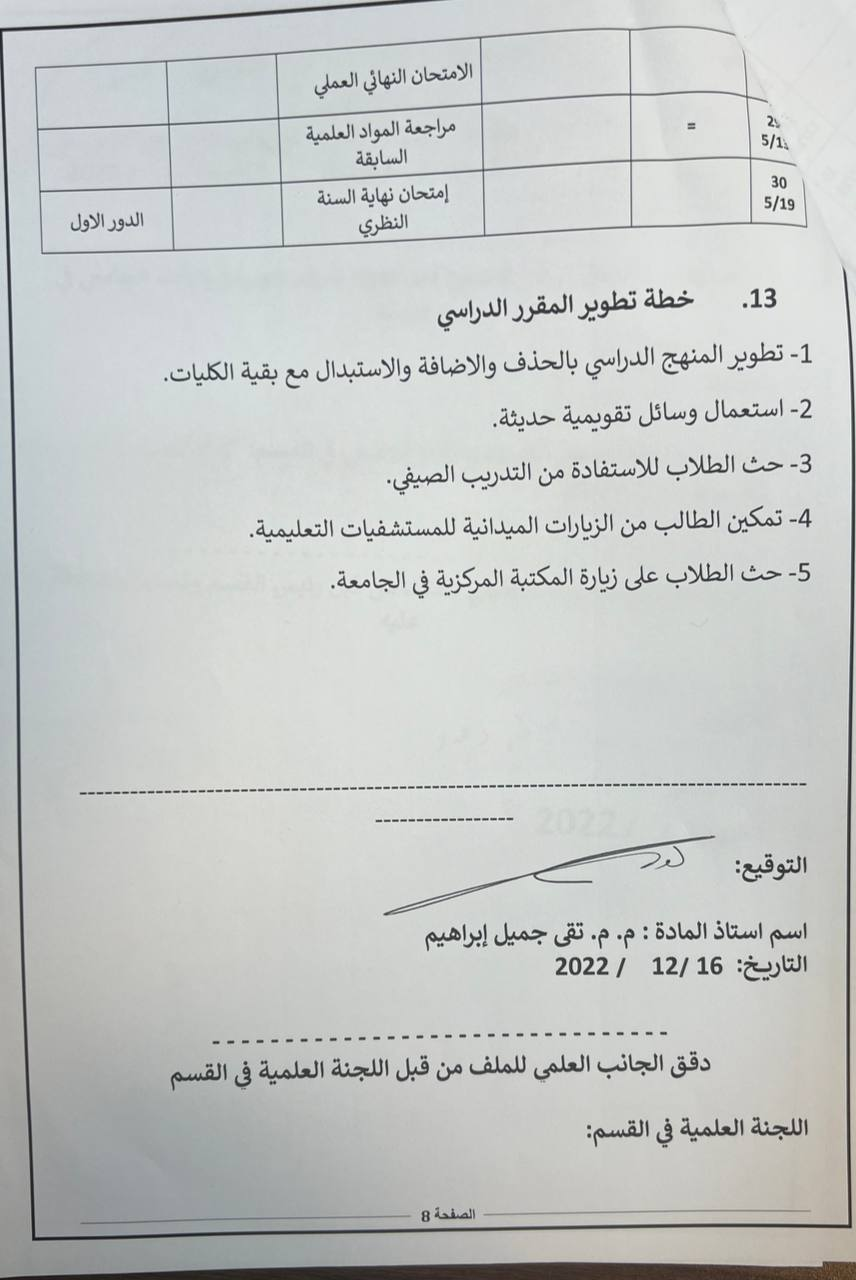 الامتحان النهائي العملي
= مراجعة المواد العلمية
5/1
السابقة
30 إمتحان نهاية السنة
5/19 النظري الدور الاول
13. خطة تطوير المقرر الدراسي
1- تطوير المنهج الدراسي بالحذف والاضافة والاستبدال مع بقية الكليات.
2- استعمال وسائل تقويمية حديثة.
3- حث الطلاب للاستفادة من التدريب الصيفي.
4- تمكين الطالب من الزيارات الميدانية للمستشفيات التعليمية.
5- حث الطلاب على زيارة المكتبة المركزية في الجامعة.
التوقيع:
اسم استاذ المادة : م. م. تقى جميل إبراهيم
التاريخ: 16 /12 / 2022
دقق الجانب العلمي للملف من قبل اللجنة العلمية في القسم
اللجنة العلمية في القسم:
الصفحة 8